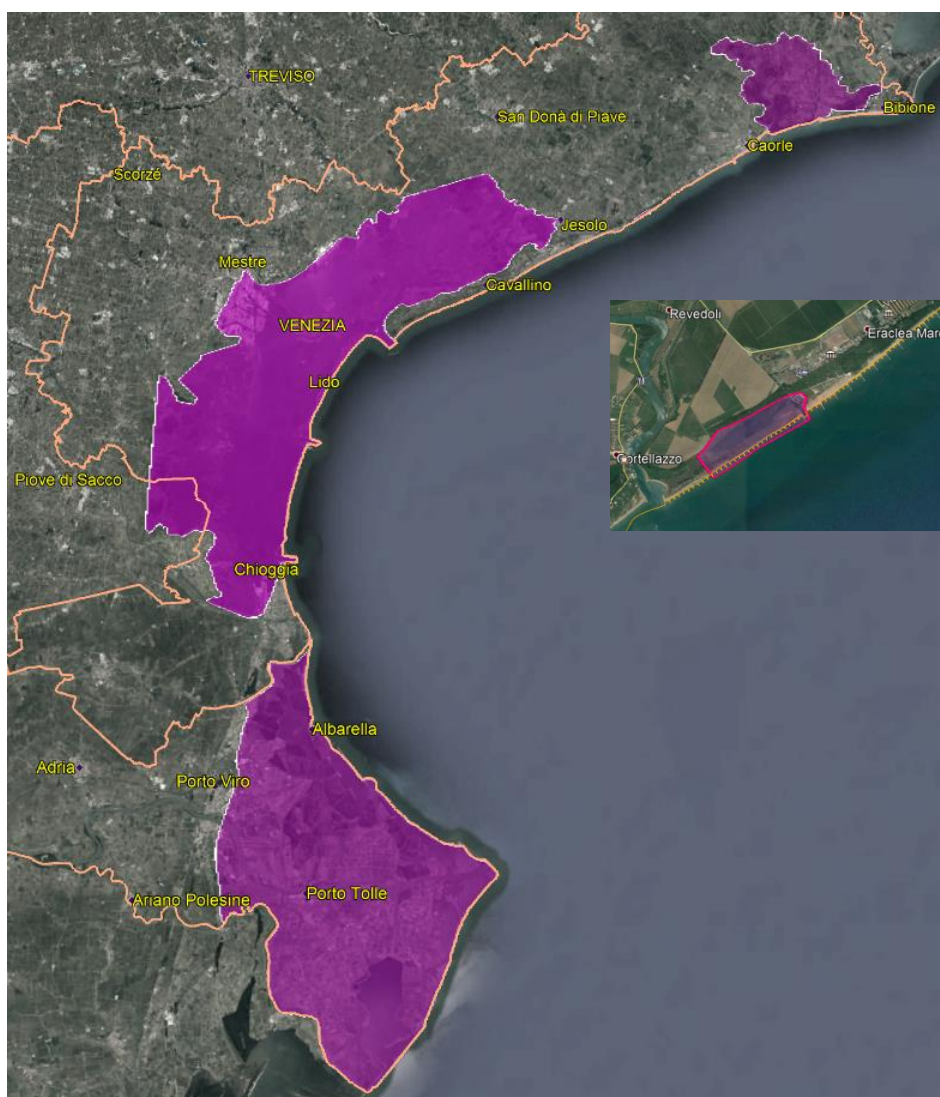 TREVISO
Bibione
San Donà di Piave
Caorle
Scorzé
Jesolo
Mestre
Cavallino
Revedoli
VENEZIA
Eraclea Mare
Lido
Cortellazzo
Piove di Sacco
Chioggia
Albarella
Adria
Porto Viro
Ariano Polesine
Porto Tolle